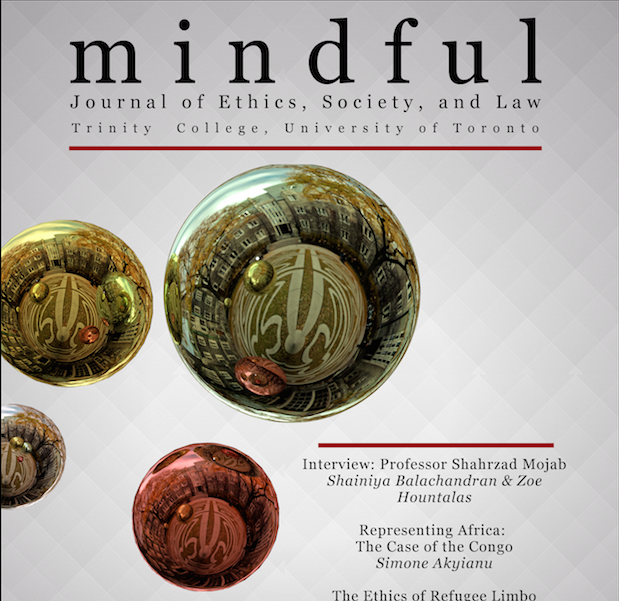 mindful
Journal of Ethics, Society, and Law
Trinity College, University of Toronto
Interview: Professor Shahrzad Mojab
Shainiya Balachandran & Zoe
Hountalas
Representing Africa:
The Case of the Congo
Simone Akyianu
The Ethics of Refugee Limbo